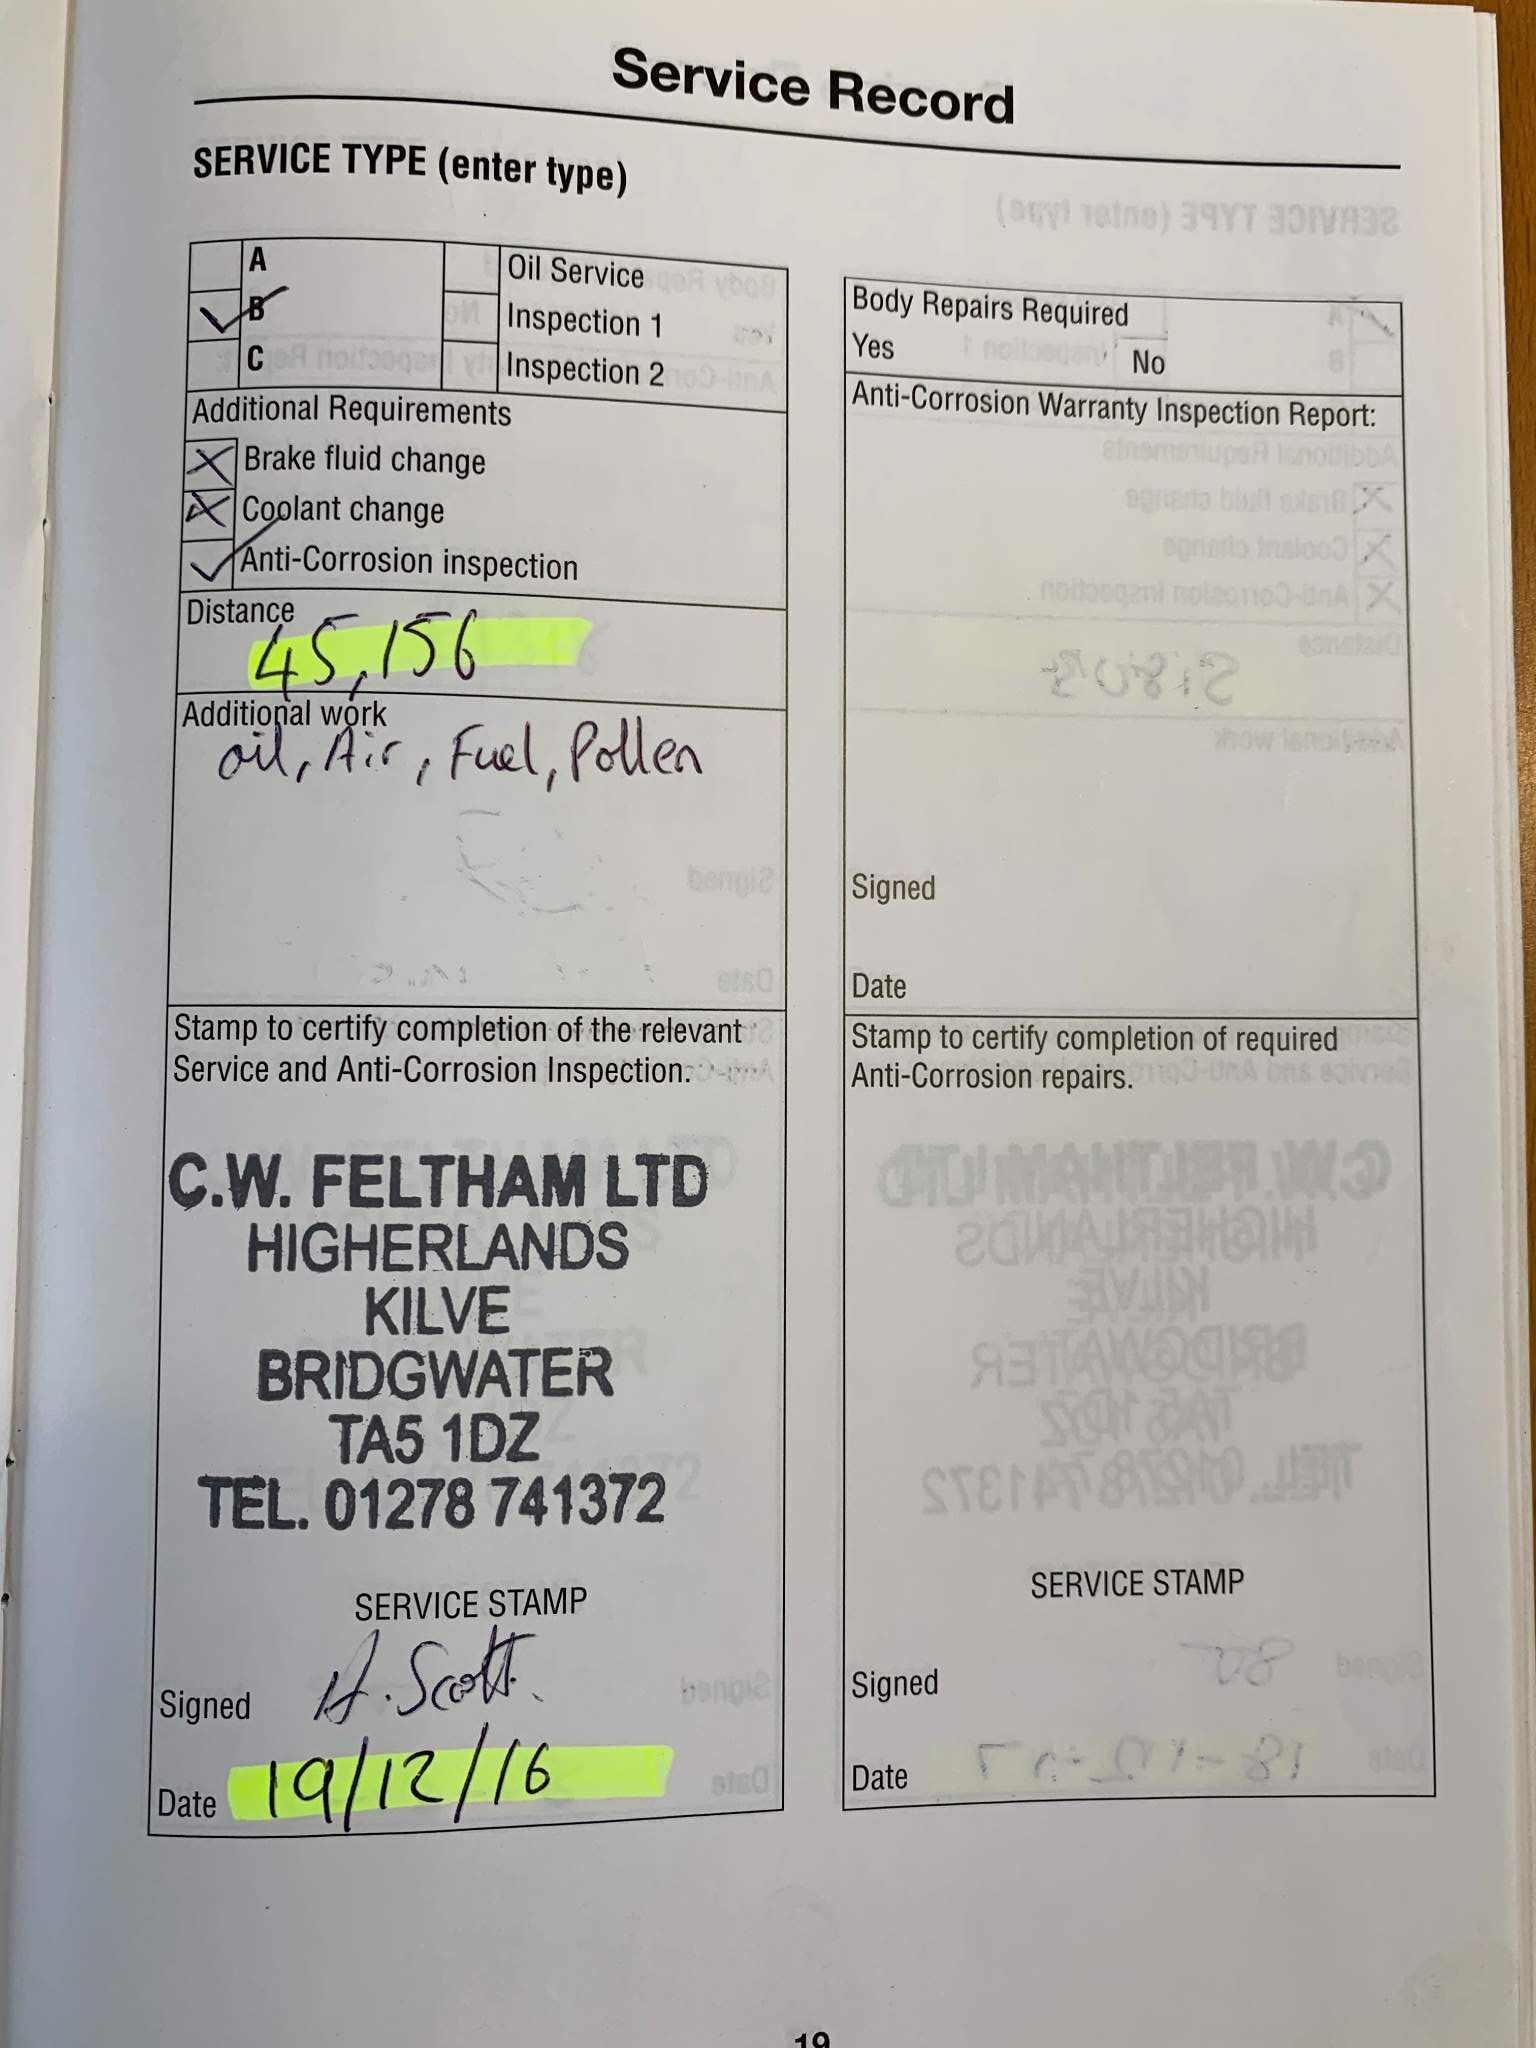 Service Record
SERVICE TYPE (enter type)
A
B
C
Oil Service
Inspection 1
Inspection 2
Additional Requirements
Brake fluid change
Coolant change
Anti-Corrosion inspection
Distance
45,156
Additional work
oil, Air, Fuel, Pollen
Stamp to certify completion of the relevant
Service and Anti-Corrosion Inspection.
C.W. FELTHAM LTD
HIGHERLANDS
KILVE
BRIDGWATER
TA5 1DZ
TEL. 01278 741372
SERVICE STAMP
Signed A. Scott.
Date 19/12/16
Body Repairs Required
Yes No
Anti-Corrosion Warranty Inspection Report:
Signed
Date
Stamp to certify completion of required
Anti-Corrosion repairs.
SERVICE STAMP
Signed
Date
19